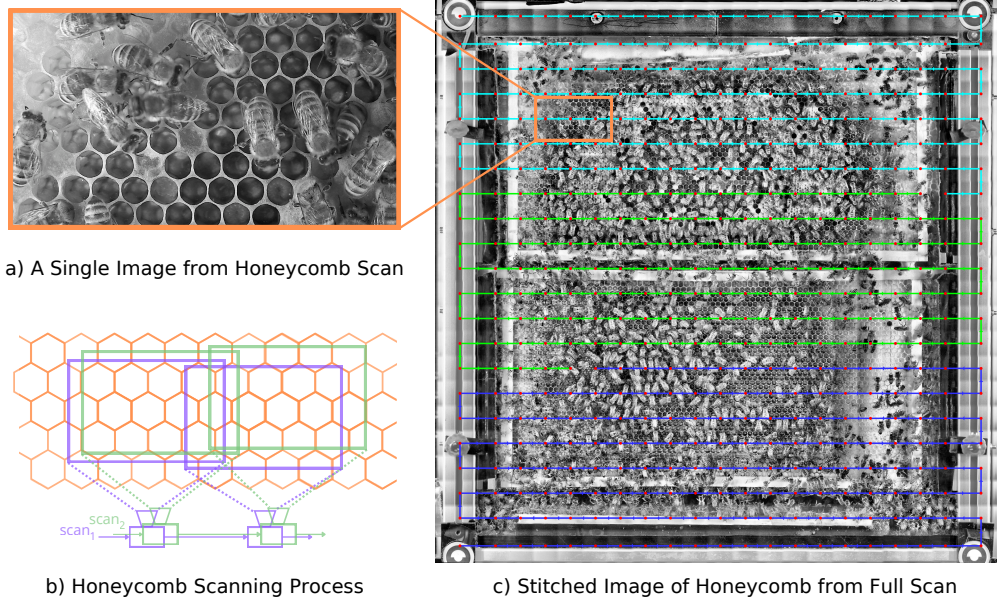 a) A Single Image from Honeycomb Scan
scan₂
scan₁
b) Honeycomb Scanning Process
c) Stitched Image of Honeycomb from Full Scan